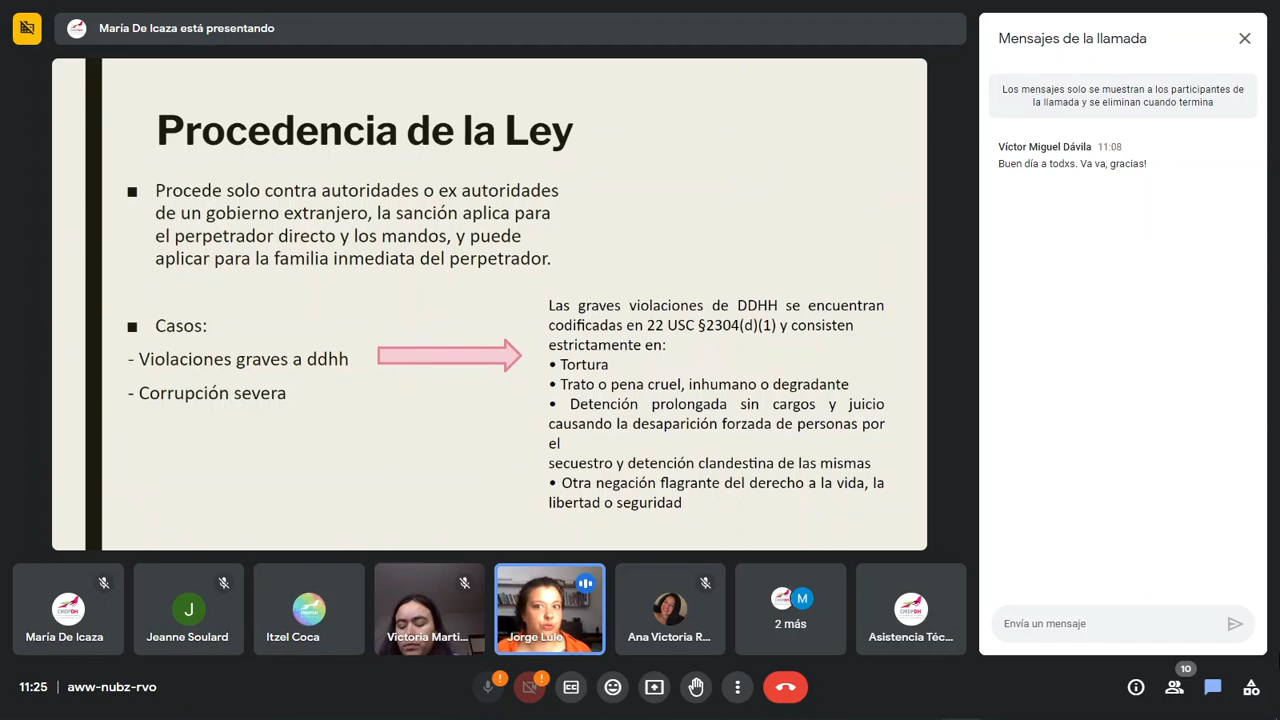 María De Icaza está presentando
Mensajes de la llamada
Los mensajes solo se muestran a los participantes de
la llamada y se eliminan cuando termina
Víctor Miguel Dávila 11:08
Buen día a todxs. Va va, gracias!
Procedencia de la Ley
■ Procede solo contra autoridades o ex autoridades
de un gobierno extranjero, la sanción aplica para
el perpetrador directo y los mandos, y puede
aplicar para la familia inmediata del perpetrador.
■ Casos:
- Violaciones graves a ddhh
- Corrupción severa
Las graves violaciones de DDHH se encuentran
codificadas en 22 USC §2304(d)(1) y consisten
estrictamente en:
• Tortura
• Trato o pena cruel, inhumano o degradante
• Detención prolongada sin cargos y juicio
causando la desaparición forzada de personas por
el
secuestro y detención clandestina de las mismas
• Otra negación flagrante del derecho a la vida, la
libertad o seguridad
CMDPDH
María De Icaza
J
Jeanne Soulard
Itzel Coca
Victoria Marti...
Jorge Lule
Ana Victoria R...
M
2 más
CMDPDH
Asistencia Téc...
Envía un mensaje
11:25 aww-nubz-rvo
10